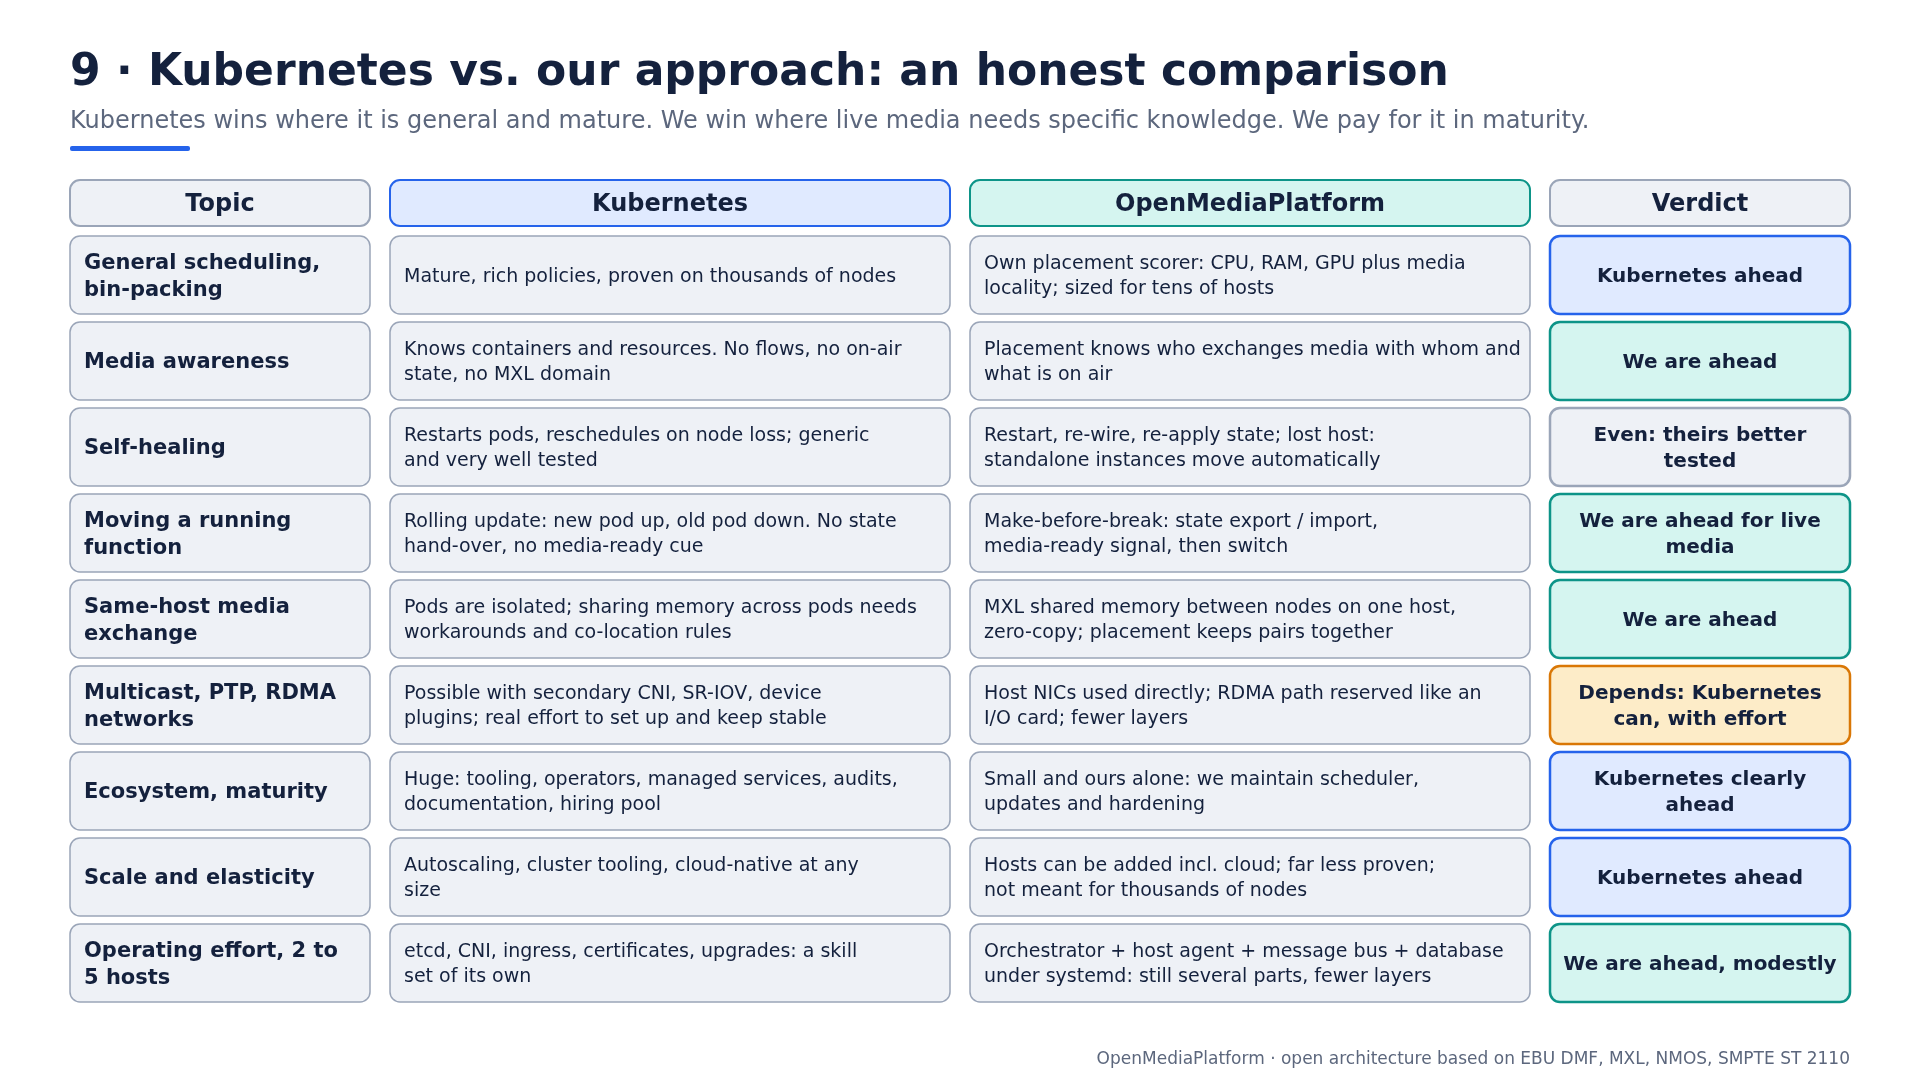 9 · Kubernetes vs. our approach: an honest comparison
Kubernetes wins where it is general and mature. We win where live media needs specific knowledge. We pay for it in maturity.
Topic
Kubernetes
OpenMediaPlatform
Verdict
General scheduling,
bin-packing
Mature, rich policies, proven on thousands of nodes
Own placement scorer: CPU, RAM, GPU plus media
locality; sized for tens of hosts
Kubernetes ahead
Media awareness
Knows containers and resources. No flows, no on-air
state, no MXL domain
Placement knows who exchanges media with whom and
what is on air
We are ahead
Self-healing
Restarts pods, reschedules on node loss; generic
and very well tested
Restart, re-wire, re-apply state; lost host:
standalone instances move automatically
Even: theirs better
tested
Moving a running
function
Rolling update: new pod up, old pod down. No state
hand-over, no media-ready cue
Make-before-break: state export / import,
media-ready signal, then switch
We are ahead for live
media
Same-host media
exchange
Pods are isolated; sharing memory across pods needs
workarounds and co-location rules
MXL shared memory between nodes on one host,
zero-copy; placement keeps pairs together
We are ahead
Multicast, PTP, RDMA
networks
Possible with secondary CNI, SR-IOV, device
plugins; real effort to set up and keep stable
Host NICs used directly; RDMA path reserved like an
I/O card; fewer layers
Depends: Kubernetes
can, with effort
Ecosystem, maturity
Huge: tooling, operators, managed services, audits,
documentation, hiring pool
Small and ours alone: we maintain scheduler,
updates and hardening
Kubernetes clearly
ahead
Scale and elasticity
Autoscaling, cluster tooling, cloud-native at any
size
Hosts can be added incl. cloud; far less proven;
not meant for thousands of nodes
Kubernetes ahead
Operating effort, 2 to
5 hosts
etcd, CNI, ingress, certificates, upgrades: a skill
set of its own
Orchestrator + host agent + message bus + database
under systemd: still several parts, fewer layers
We are ahead, modestly
OpenMediaPlatform · open architecture based on EBU DMF, MXL, NMOS, SMPTE ST 2110